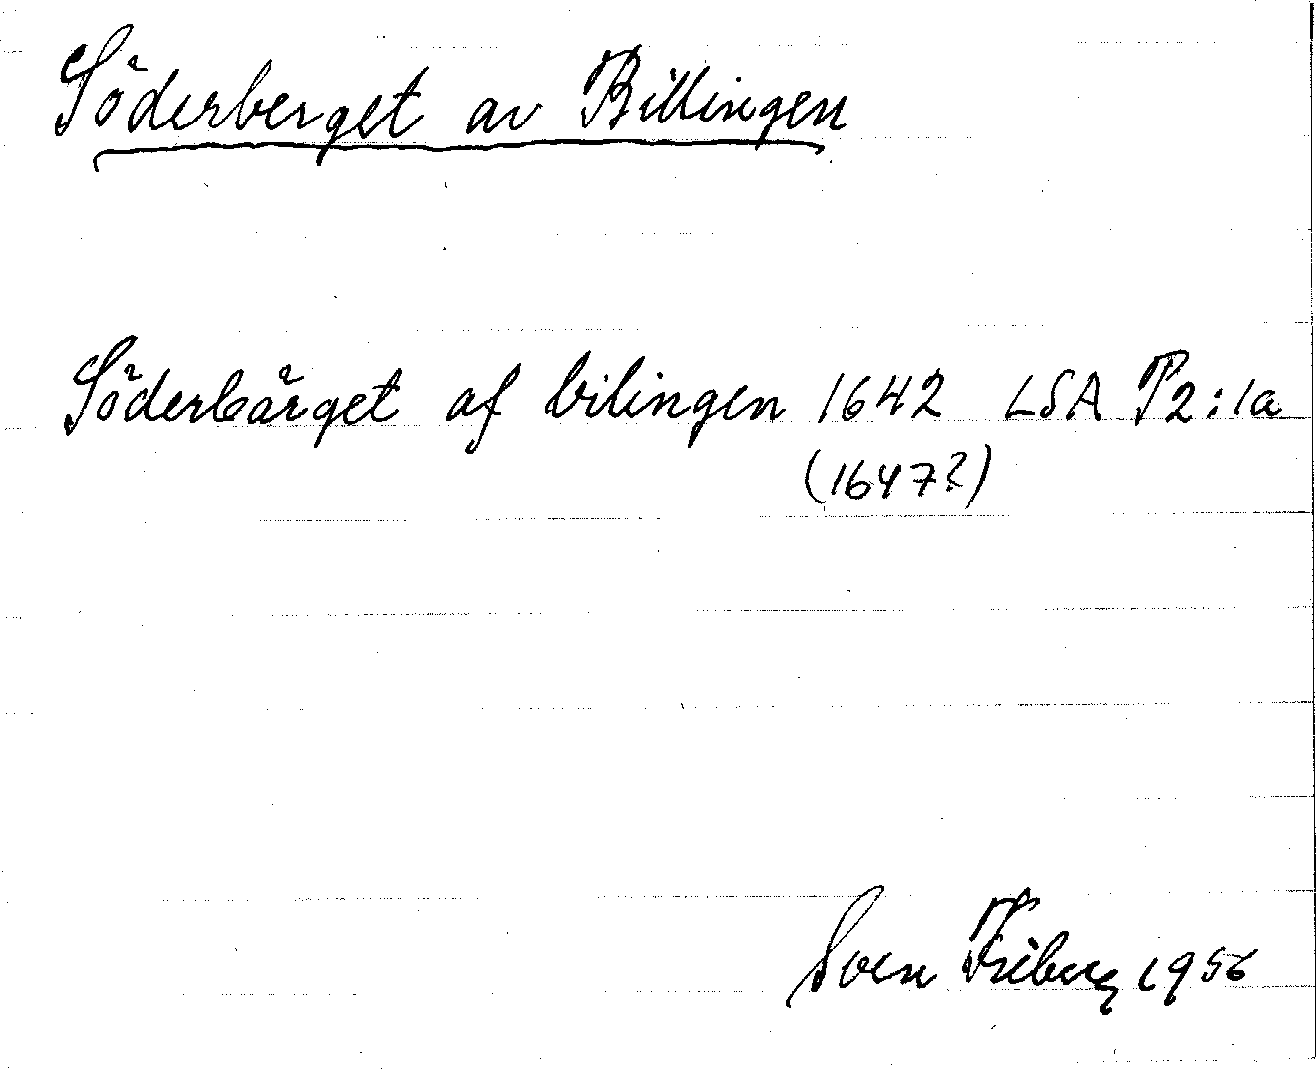 Söderberget av Billingen
Söderbärget af bilingen 1642 LSA P2:1a
(1647?)
Sven Friberg 1956